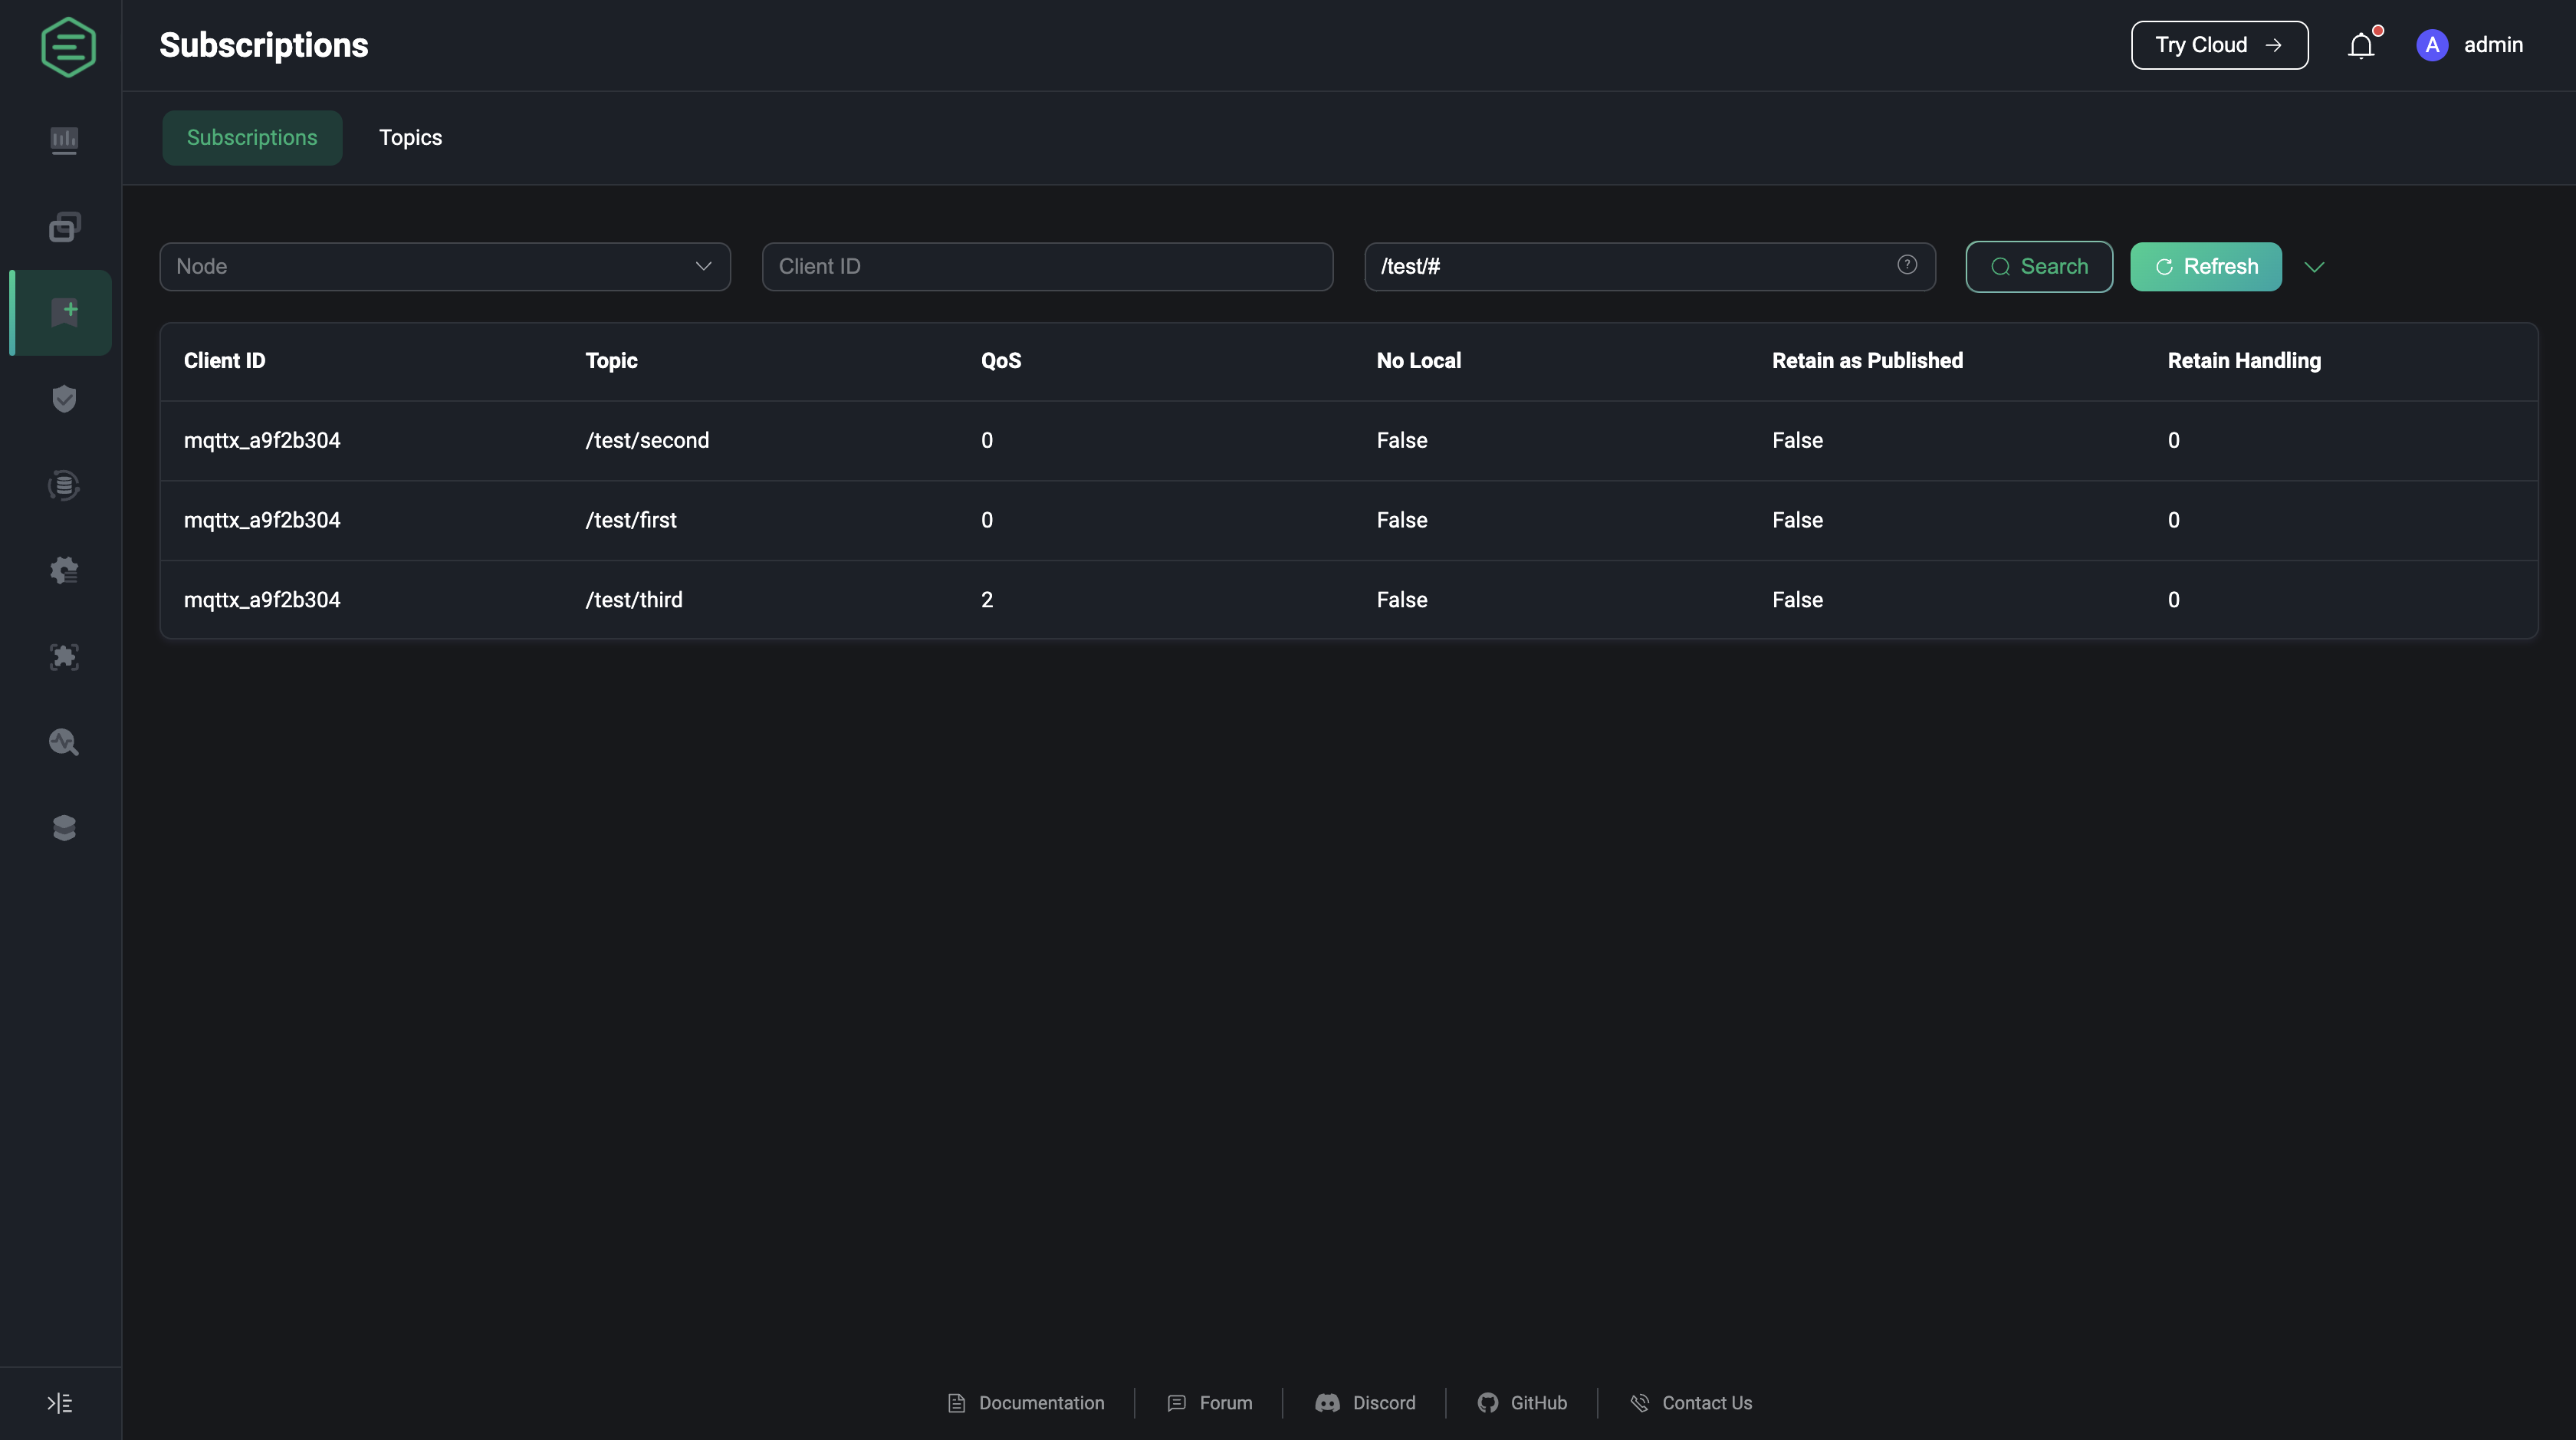 Subscriptions
Try Cloud →
A admin
Subscriptions Topics
Node Client ID /test/# Search Refresh
Client ID Topic QoS No Local Retain as Published Retain Handling
mqttx_a9f2b304 /test/second 0 False False 0
mqttx_a9f2b304 /test/first 0 False False 0
mqttx_a9f2b304 /test/third 2 False False 0
Documentation Forum Discord GitHub Contact Us